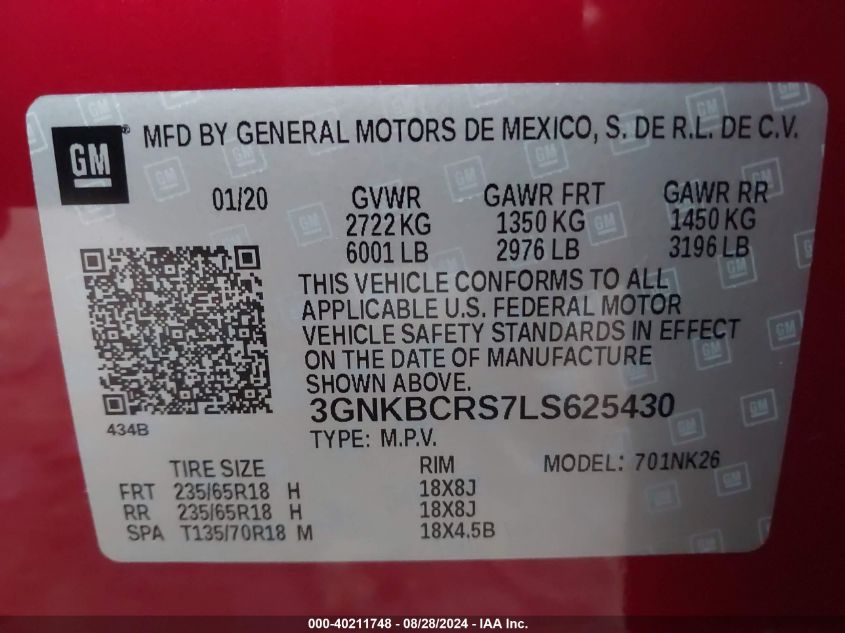 GM ® MFD BY GENERAL MOTORS DE MEXICO, S. DE R.L. DE C.V.
01/20 GVWR GAWR FRT GAWR RR
2722 KG 1350 KG 1450 KG
6001 LB 2976 LB 3196 LB
THIS VEHICLE CONFORMS TO ALL
APPLICABLE U.S. FEDERAL MOTOR
VEHICLE SAFETY STANDARDS IN EFFECT
ON THE DATE OF MANUFACTURE
SHOWN ABOVE.
3GNKBCRS7LS625430
434B
TYPE: M.P.V.
TIRE SIZE RIM MODEL: 701NK26
FRT 235/65R18 H 18X8J
RR 235/65R18 H 18X8J
SPA T135/70R18 M 18X4.5B
000-40211748 - 08/28/2024 - IAA Inc.